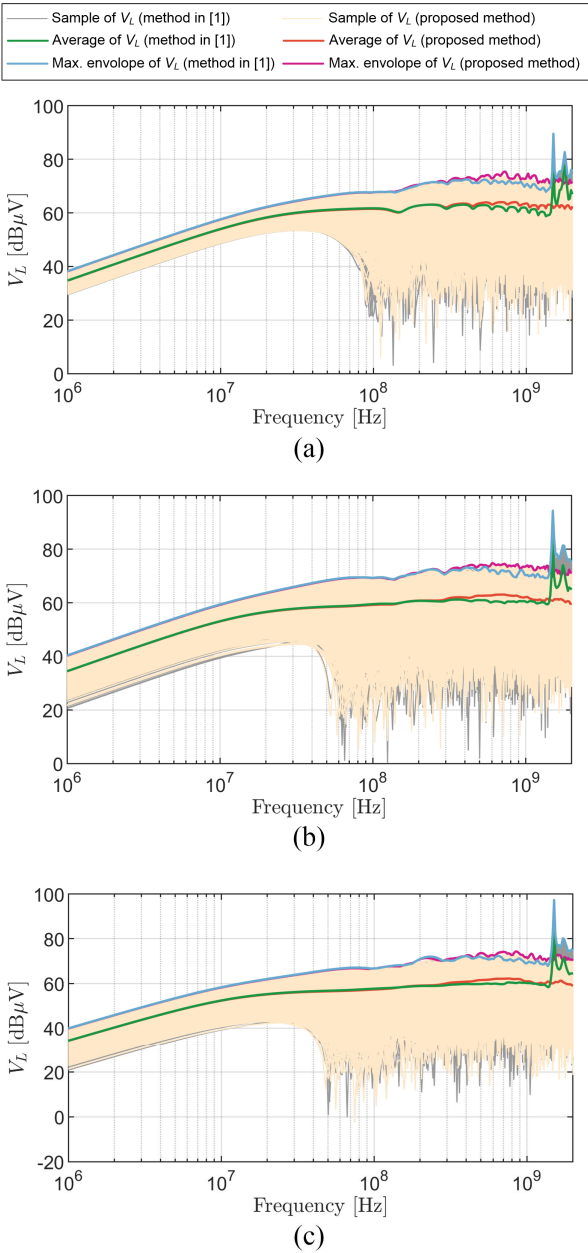 Sample of V_L (method in [1]) Sample of V_L (proposed method)
Average of V_L (method in [1]) Average of V_L (proposed method)
Max. envolope of V_L (method in [1]) Max. envolope of V_L (proposed method)
100
80
60
40
20
0
V_L [dBμV]
10^6 10^7 10^8 10^9
Frequency [Hz]
(a)
100
80
60
40
20
0
V_L [dBμV]
10^6 10^7 10^8 10^9
Frequency [Hz]
(b)
100
80
60
40
20
0
-20
V_L [dBμV]
10^6 10^7 10^8 10^9
Frequency [Hz]
(c)